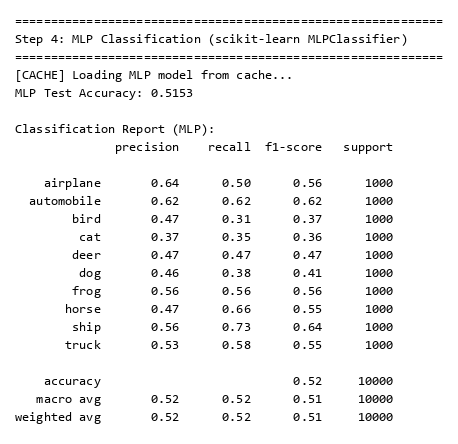 ============================================================
Step 4: MLP Classification (scikit-learn MLPClassifier)
============================================================
[CACHE] Loading MLP model from cache...
MLP Test Accuracy: 0.5153

Classification Report (MLP):
              precision    recall  f1-score   support

    airplane       0.64      0.50      0.56      1000
  automobile       0.62      0.62      0.62      1000
        bird       0.47      0.31      0.37      1000
         cat       0.37      0.35      0.36      1000
        deer       0.47      0.47      0.47      1000
         dog       0.46      0.38      0.41      1000
        frog       0.56      0.56      0.56      1000
       horse       0.47      0.66      0.55      1000
        ship       0.56      0.73      0.64      1000
       truck       0.53      0.58      0.55      1000

    accuracy                           0.52     10000
   macro avg       0.52      0.52      0.51     10000
weighted avg       0.52      0.52      0.51     10000